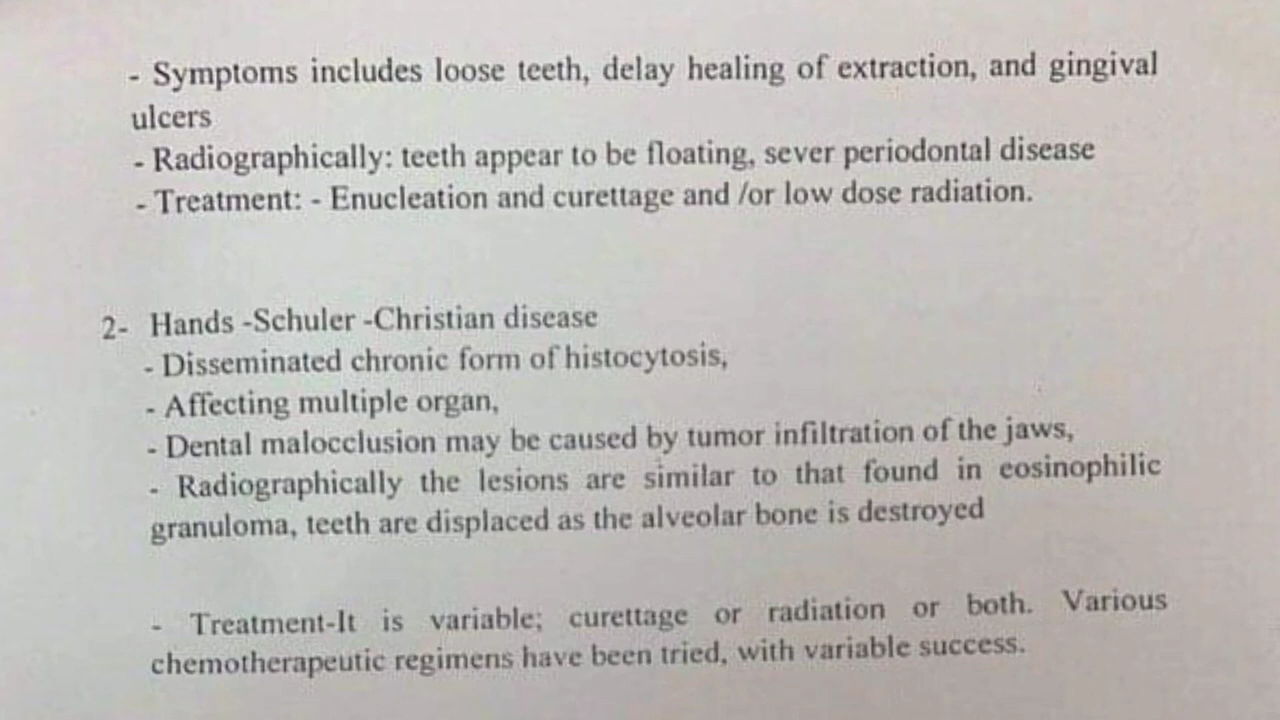 - Symptoms includes loose teeth, delay healing of extraction, and gingival
ulcers
- Radiographically: teeth appear to be floating, sever periodontal disease
- Treatment: - Enucleation and curettage and /or low dose radiation.
2- Hands -Schuler -Christian disease
- Disseminated chronic form of histocytosis,
- Affecting multiple organ,
- Dental malocclusion may be caused by tumor infiltration of the jaws,
- Radiographically the lesions are similar to that found in eosinophilic
granuloma, teeth are displaced as the alveolar bone is destroyed
- Treatment-It is variable; curettage or radiation or both. Various
chemotherapeutic regimens have been tried, with variable success.